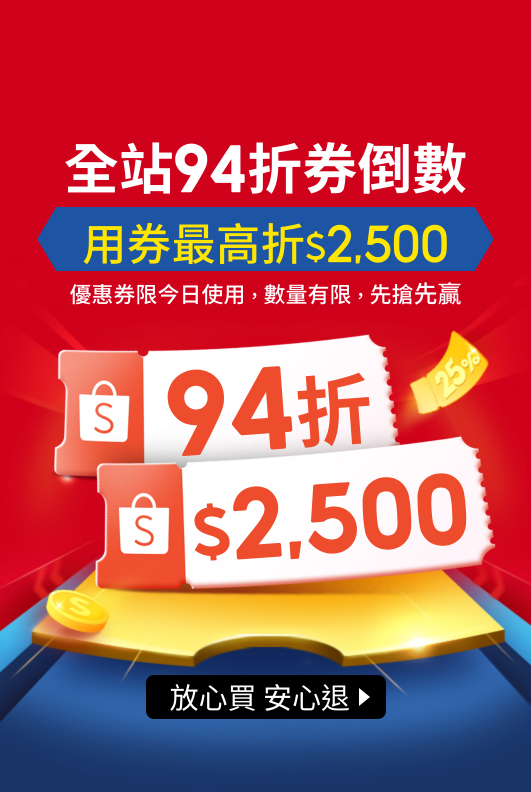 全站94折券倒數
用券最高折$2,500
優惠券限今日使用，數量有限，先搶先贏
25%
S
94折
S
$2,500
S
放心買 安心退